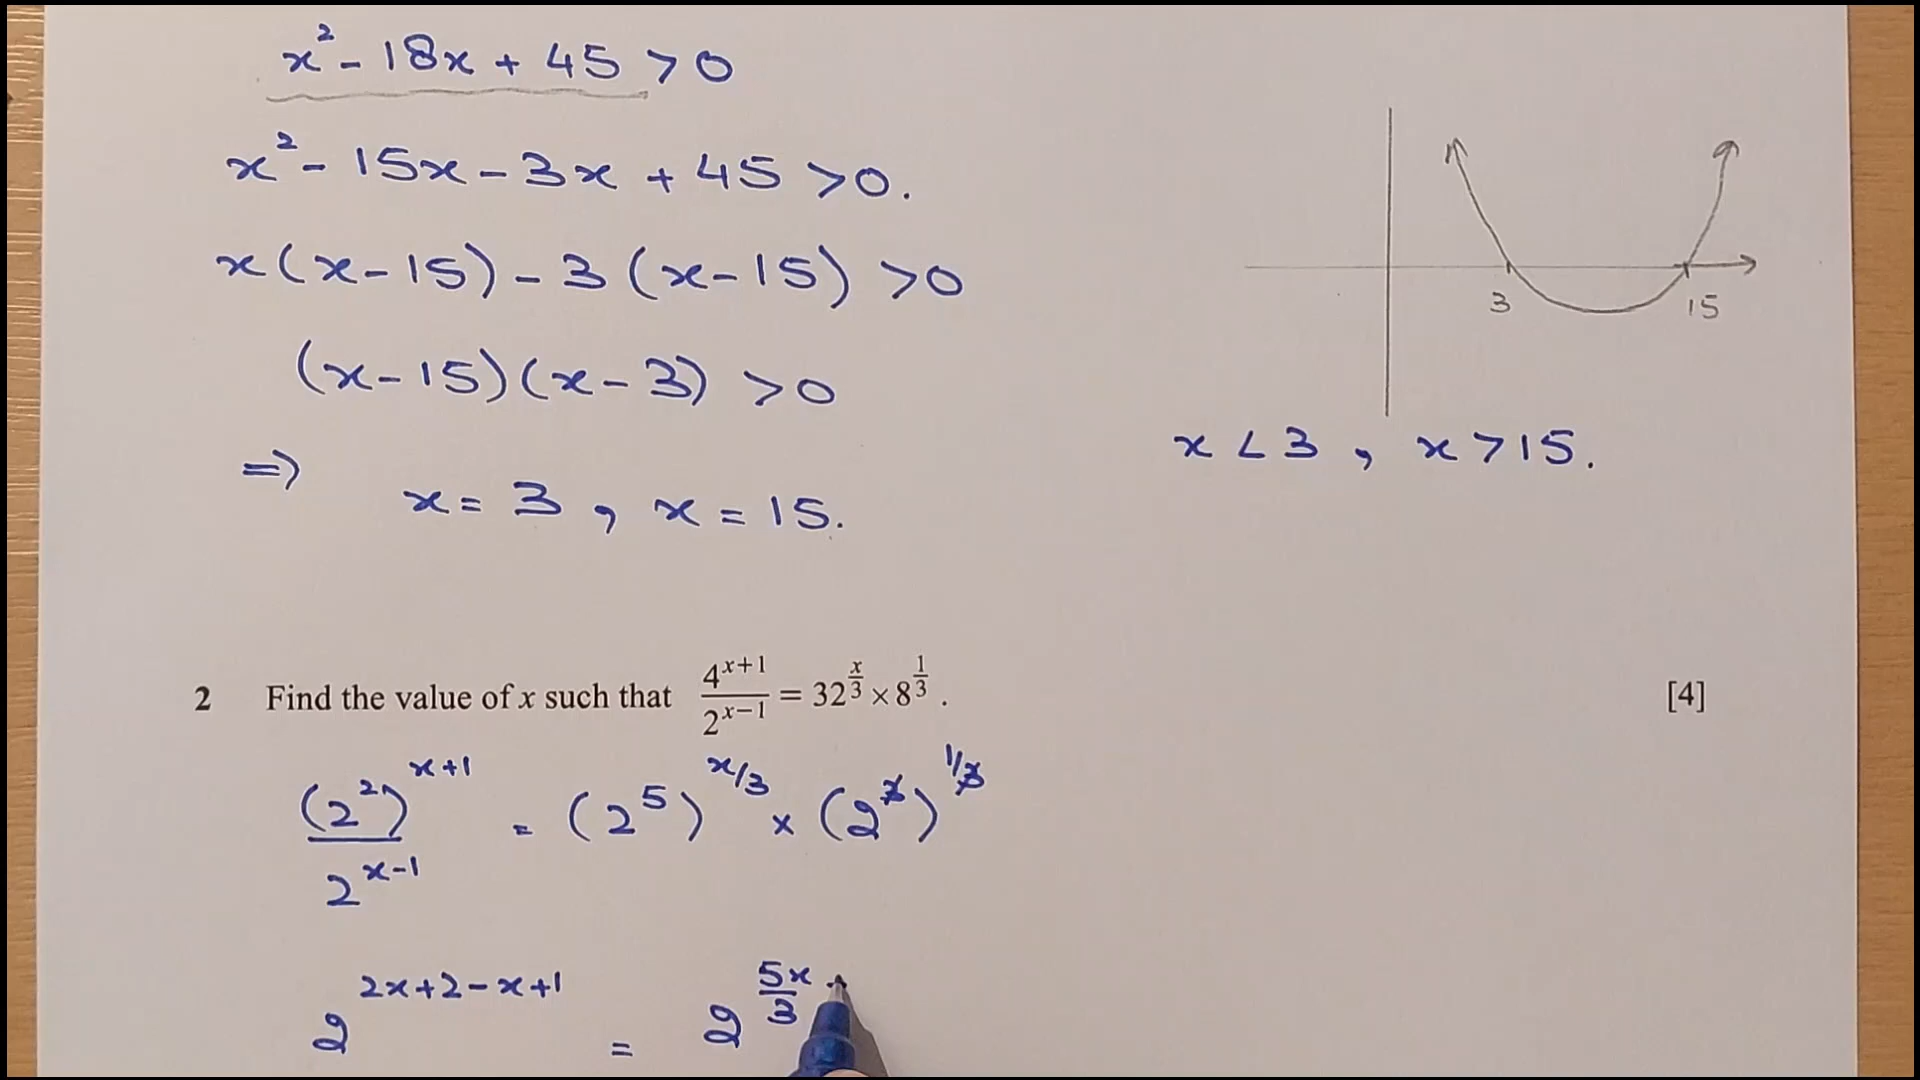 x² - 18x + 45 > 0
x² - 15x - 3x + 45 > 0.
x(x - 15) - 3(x - 15) > 0
(x - 15)(x - 3) > 0
⇒ x = 3, x = 15.
3 15
x < 3, x > 15.
2 Find the value of x such that 4^(x+1) / 2^(x-1) = 32^(x/3) × 8^(1/3). [4]
(2²)^(x+1) / 2^(x-1) = (2⁵)^(x/3) × (2³)^(1/3)
2^(2x+2-x+1) = 2^(5x/3 +